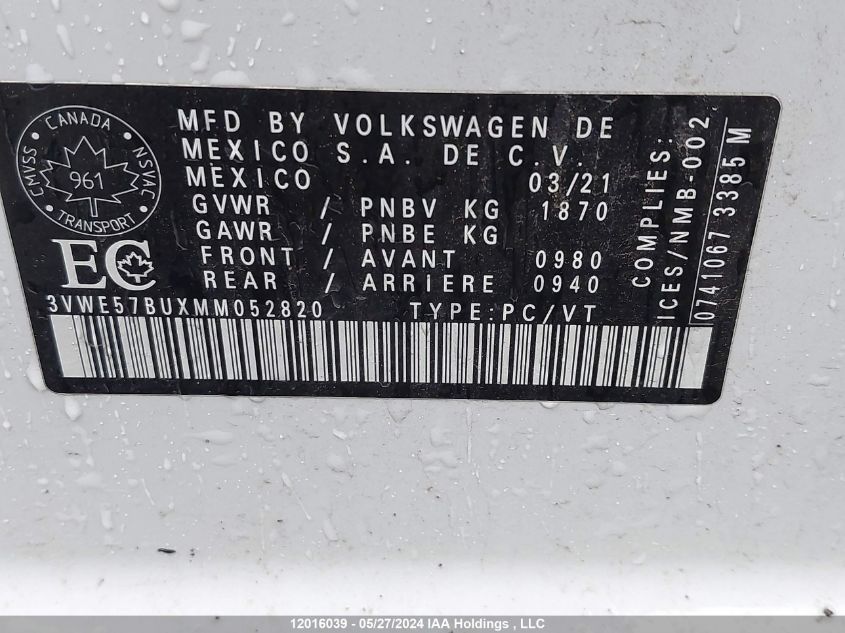 CANADA
CMVSS
NSVAC
961
TRANSPORT
EC
MFD BY VOLKSWAGEN DE
MEXICO S.A. DE C.V.
MEXICO 03/21
GVWR / PNBV KG 1870
GAWR / PNBE KG
FRONT / AVANT 0980
REAR / ARRIERE 0940
3VWE57BUXMM052820 TYPE:PC/VT
COMPLIES:
ICES/NMB-002
0741067 3385 M
12016039 - 05/27/2024 IAA Holdings , LLC